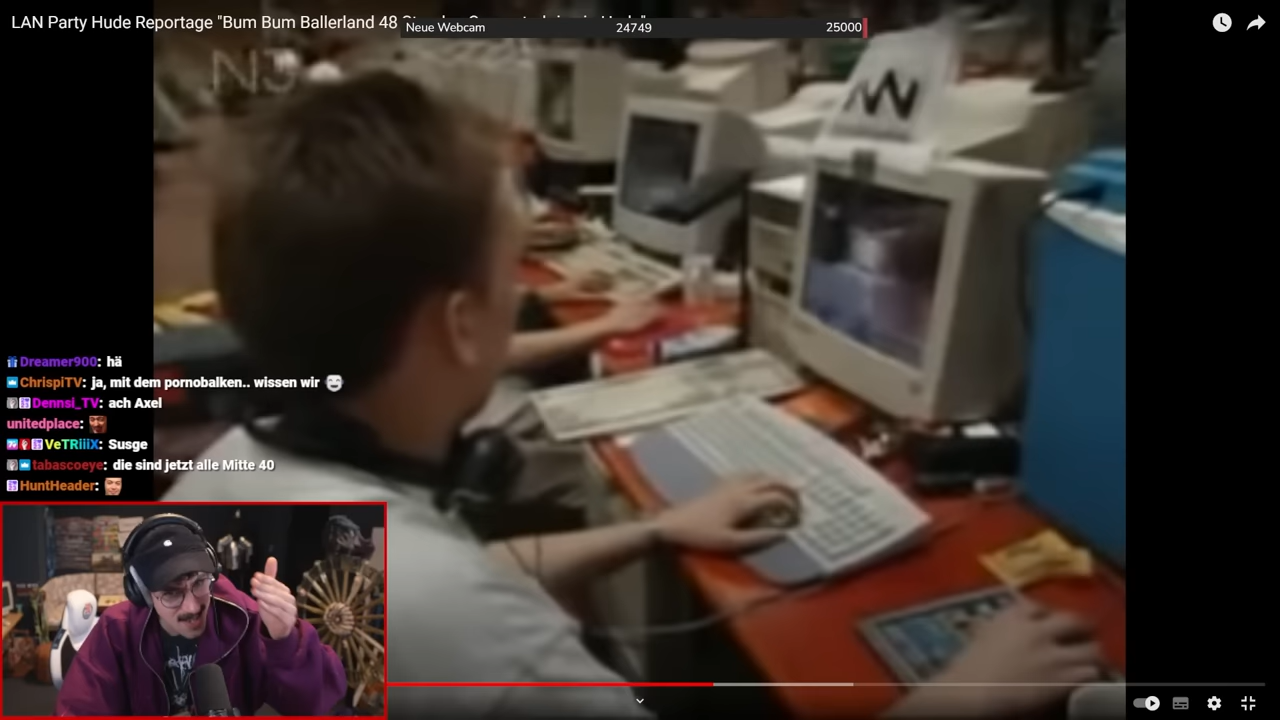 LAN Party Hude Reportage "Bum Bum Ballerland 48
Neue Webcam 24749 25000
N3
Dreamer900: hä
ChrispiTV: ja, mit dem pornobalken.. wissen wir
Dennsi_TV: ach Axel
unitedplace:
VeTRiiiX: Susge
tabascoeye: die sind jetzt alle Mitte 40
HuntHeader: